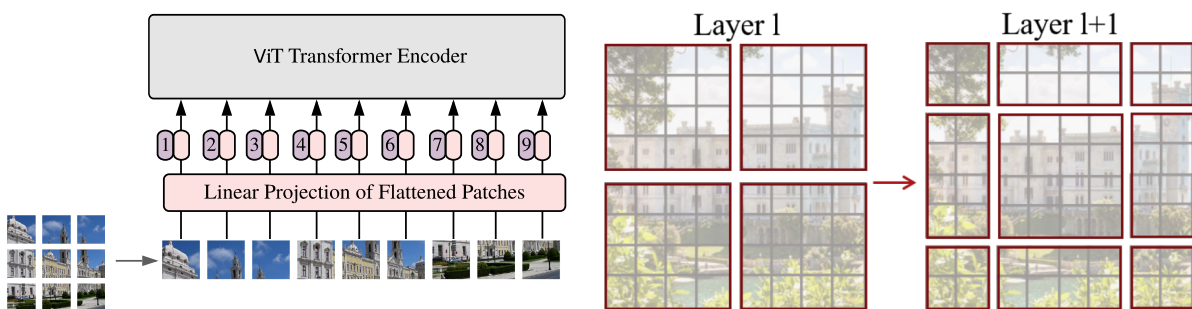 ViT Transformer Encoder
1 2 3 4 5 6 7 8 9
Linear Projection of Flattened Patches
Layer l
Layer l+1